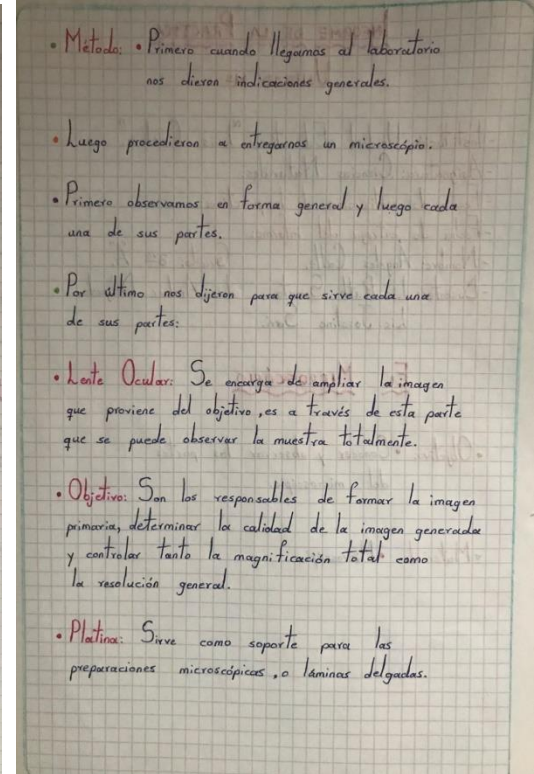 • Método: • Primero cuando llegamos al laboratorio
nos dieron indicaciones generales.
• Luego procedieron a entregarnos un microscópio.
• Primero observamos en forma general y luego cada
una de sus partes.
• Por último nos dijeron para que sirve cada una
de sus partes:
• Lente Ocular: Se encarga de ampliar la imagen
que proviene del objetivo, es a través de esta parte
que se puede observar la muestra totalmente.
• Objetivo: Son los responsables de formar la imagen
primaria, determinar la calidad de la imagen generada
y controlar tanto la magnificación total como
la resolución general.
• Platina: Sirve como soporte para las
preparaciones microscópicas, o láminas delgadas.